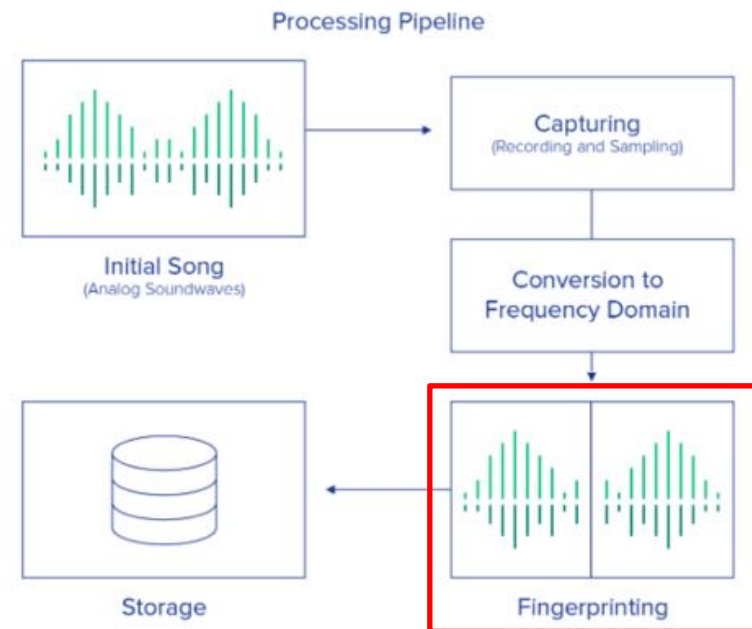 Processing Pipeline
Initial Song
(Analog Soundwaves)
Capturing
(Recording and Sampling)
Conversion to
Frequency Domain
Fingerprinting
Storage